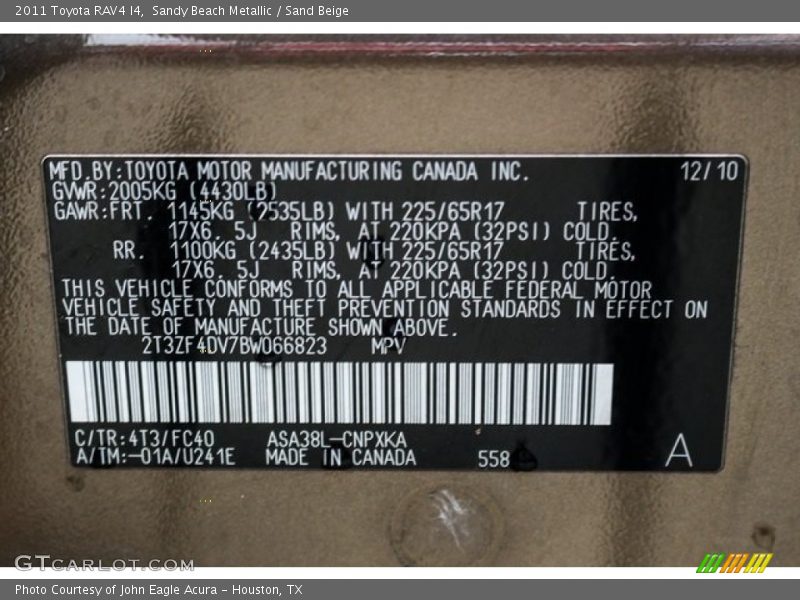 2011 Toyota RAV4 I4,  Sandy Beach Metallic / Sand Beige
MFD.BY:TOYOTA MOTOR MANUFACTURING CANADA INC. 12/10
GVWR:2005KG (4430LB)
GAWR:FRT. 1145KG (2535LB) WITH 225/65R17 TIRES,
17X6. 5J RIMS, AT 220KPA (32PSI) COLD.
RR. 1100KG (2435LB) WITH 225/65R17 TIRES,
17X6. 5J RIMS, AT 220KPA (32PSI) COLD.
THIS VEHICLE CONFORMS TO ALL APPLICABLE FEDERAL MOTOR
VEHICLE SAFETY AND THEFT PREVENTION STANDARDS IN EFFECT ON
THE DATE OF MANUFACTURE SHOWN ABOVE.
2T3ZF4DV7BW066823 MPV
C/TR:4T3/FC40 ASA38L-CNPXKA
A/TM:-01A/U241E MADE IN CANADA 558 A
GTCARLOT.COM
Photo Courtesy of John Eagle Acura - Houston, TX